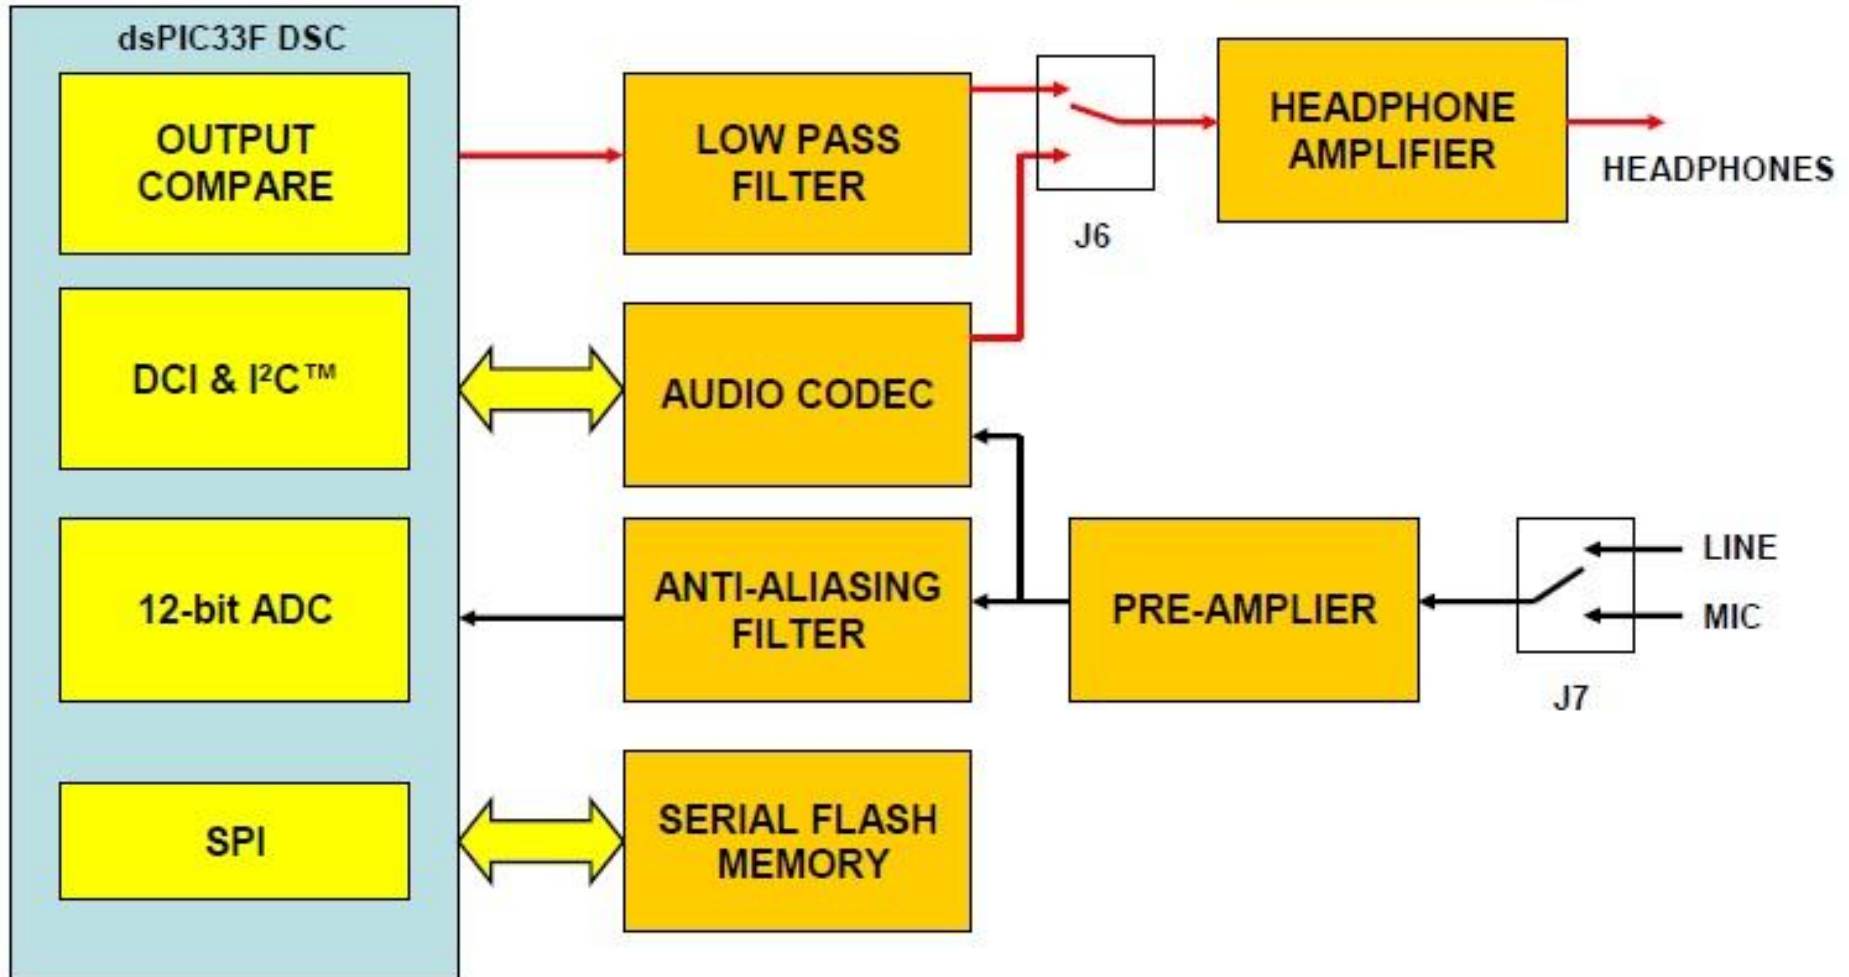 dsPIC33F DSC
OUTPUT
COMPARE
LOW PASS
FILTER
J6
HEADPHONE
AMPLIFIER
HEADPHONES
DCI & I²C™
AUDIO CODEC
12-bit ADC
ANTI-ALIASING
FILTER
PRE-AMPLIER
LINE
MIC
J7
SPI
SERIAL FLASH
MEMORY